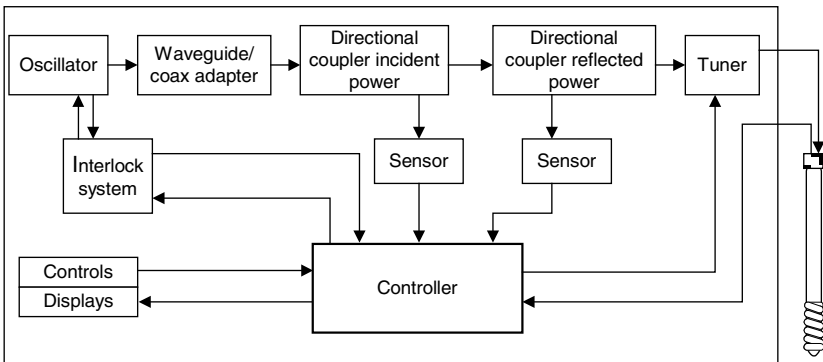 Oscillator
Waveguide/
coax adapter
Directional
coupler incident
power
Directional
coupler reflected
power
Tuner
Interlock
system
Sensor
Sensor
Controls
Displays
Controller